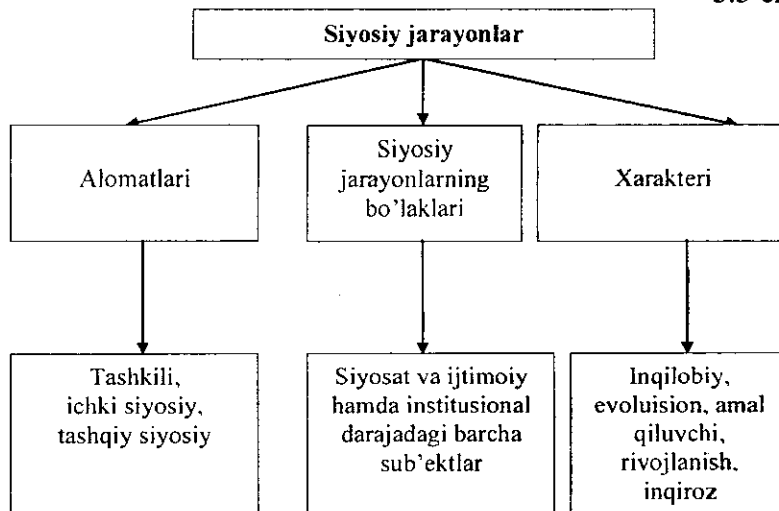 Siyosiy jarayonlar
Alomatlari
Siyosiy
jarayonlarning
bo'laklari
Xarakteri
Tashkili,
ichki siyosiy,
tashqiy siyosiy
Siyosat va ijtimoiy
hamda institusional
darajadagi barcha
sub'ektlar
Inqilobiy,
evoluision, amal
qiluvchi,
rivojlanish,
inqiroz